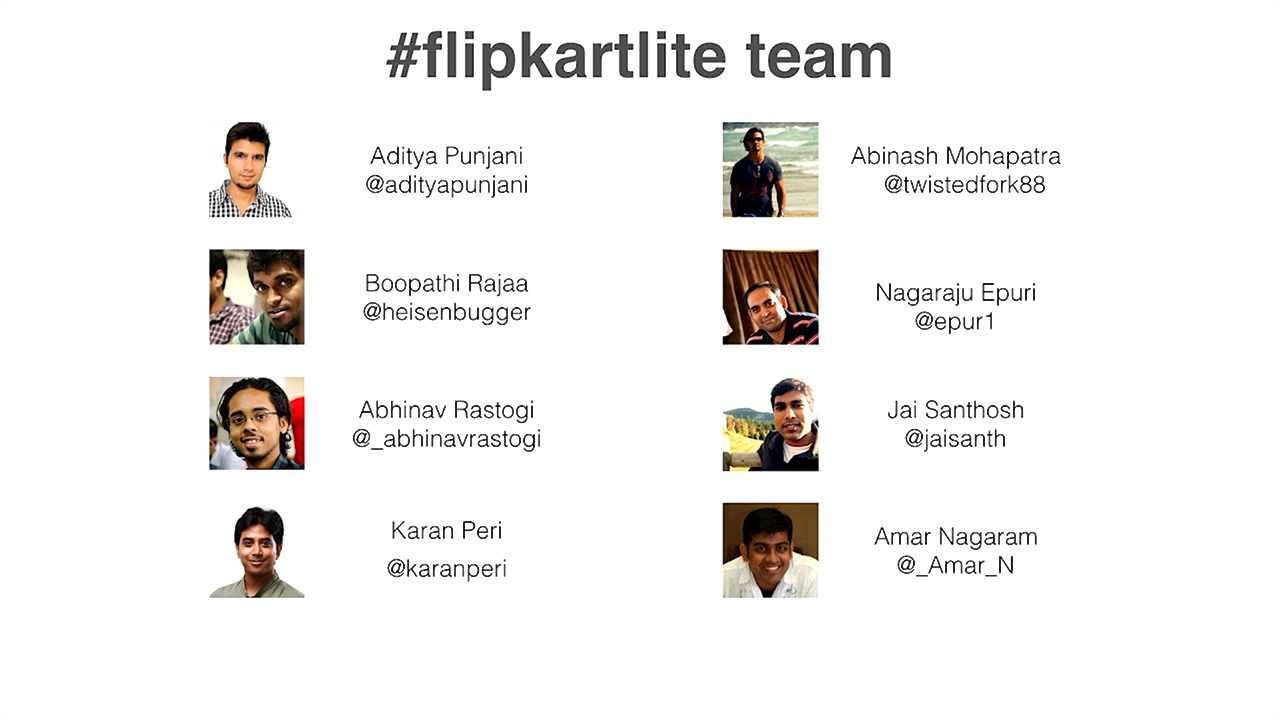 #flipkartlite team
Aditya Punjani
@adityapunjani
Abinash Mohapatra
@twistedfork88
Boopathi Rajaa
@heisenbugger
Nagaraju Epuri
@epur1
Abhinav Rastogi
@_abhinavrastogi
Jai Santhosh
@jaisanth
Karan Peri
@karanperi
Amar Nagaram
@_Amar_N